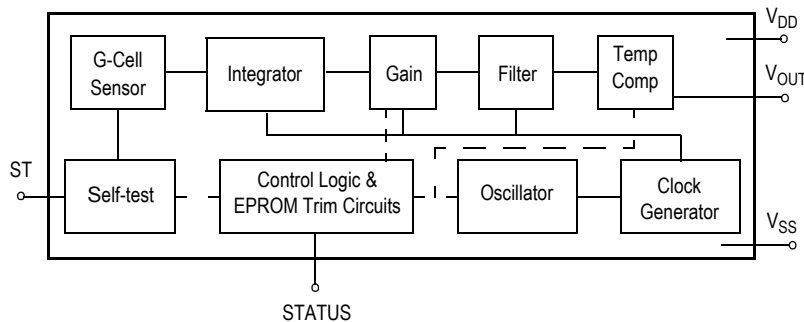 V_DD
G-Cell
Sensor
Integrator
Gain
Filter
Temp
Comp
V_OUT
ST
Self-test
Control Logic &
EPROM Trim Circuits
Oscillator
Clock
Generator
V_SS
STATUS